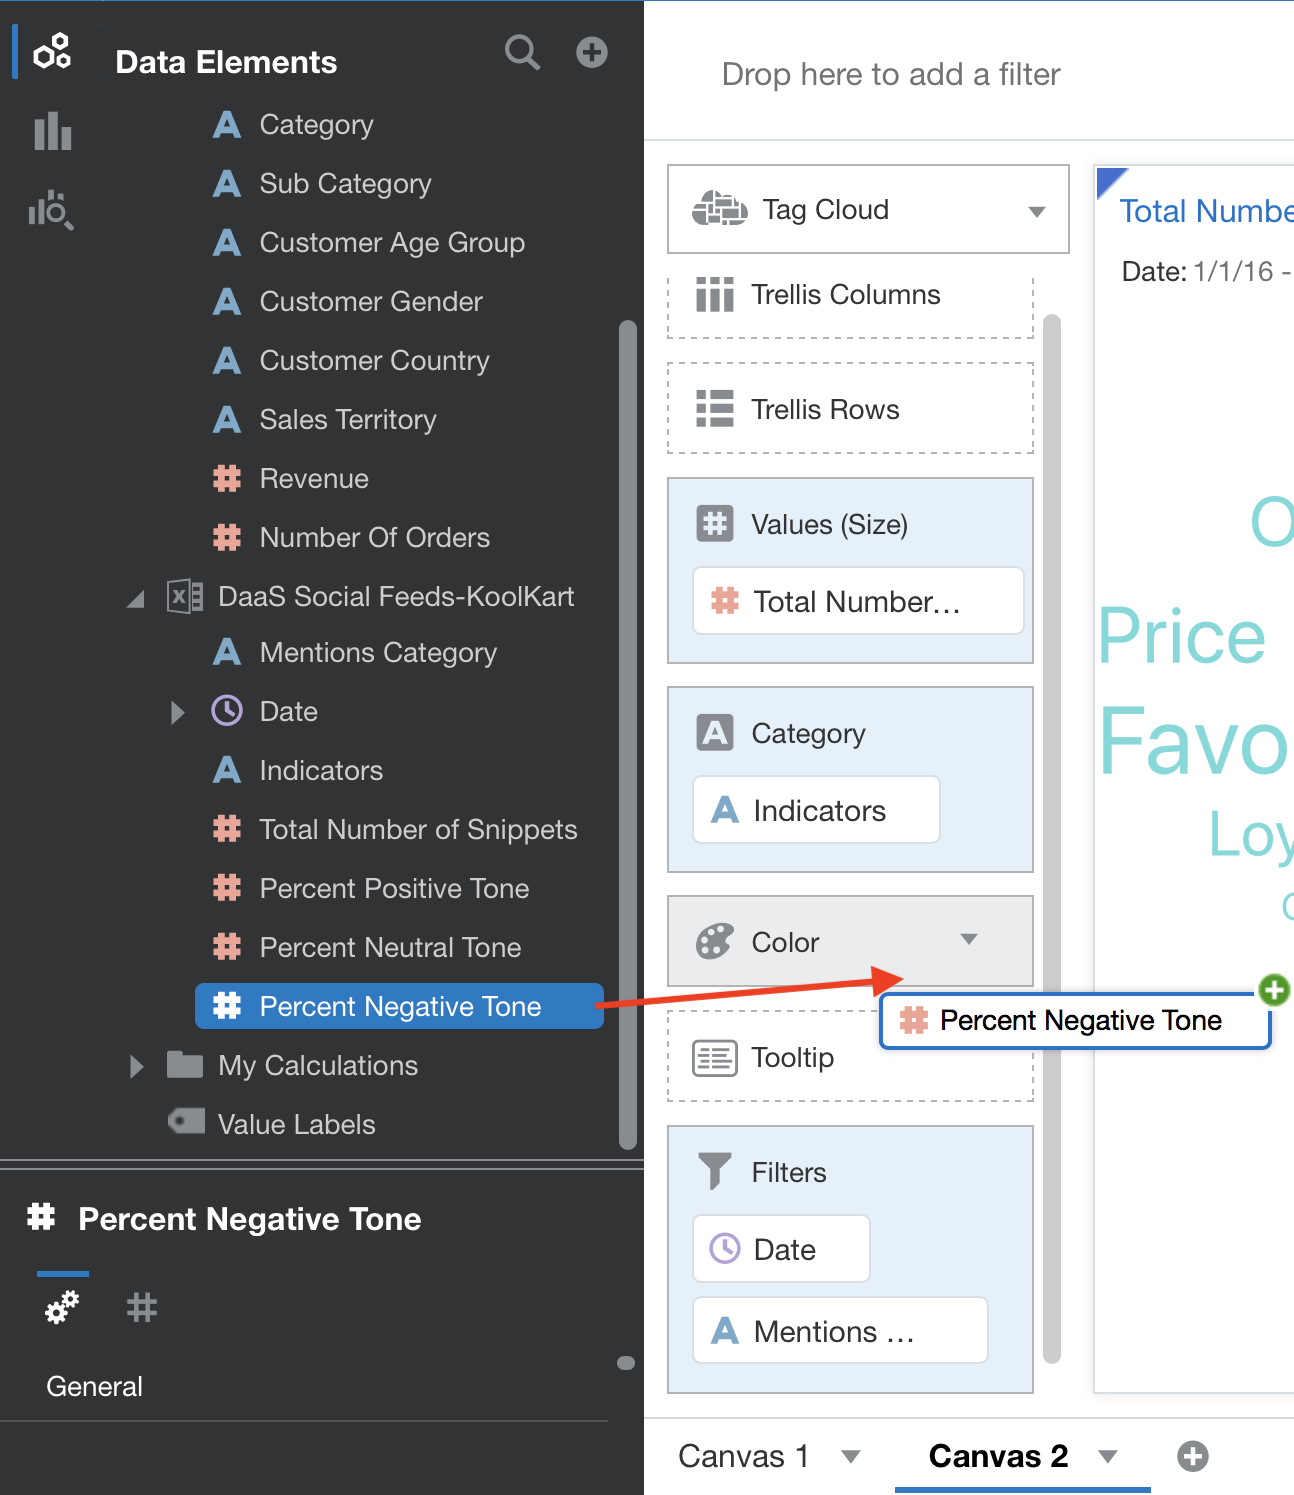 Data Elements
Category
Sub Category
Customer Age Group
Customer Gender
Customer Country
Sales Territory
Revenue
Number Of Orders
DaaS Social Feeds-KoolKart
Mentions Category
Date
Indicators
Total Number of Snippets
Percent Positive Tone
Percent Neutral Tone
Percent Negative Tone
My Calculations
Value Labels
Percent Negative Tone
General
Drop here to add a filter
Tag Cloud
Trellis Columns
Trellis Rows
Values (Size)
Total Number...
Category
Indicators
Color
Percent Negative Tone
Tooltip
Filters
Date
Mentions ...
Total Numbe
Date: 1/1/16 -
O
Price
Favo
Loy
Canvas 1
Canvas 2